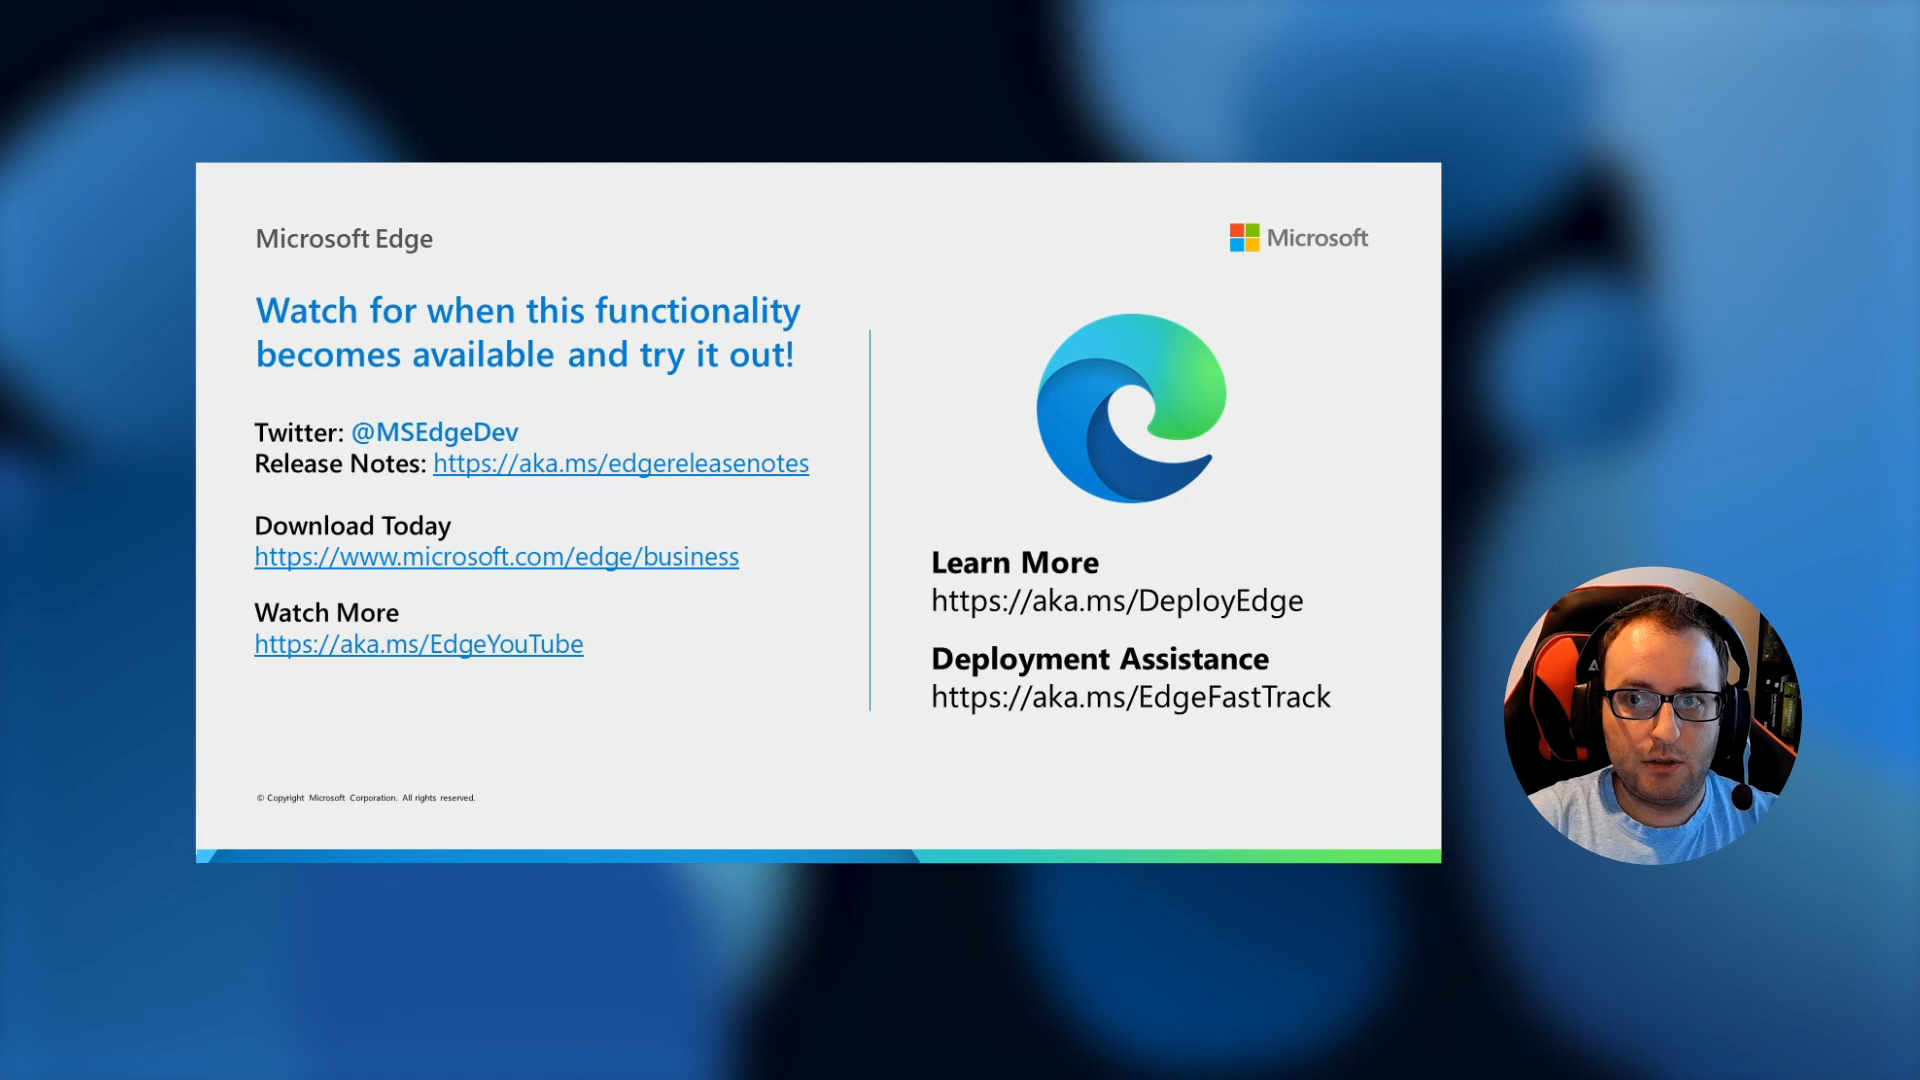 Microsoft Edge
Microsoft
Watch for when this functionality
becomes available and try it out!
Twitter: @MSEdgeDev
Release Notes: https://aka.ms/edgereleasenotes
Download Today
https://www.microsoft.com/edge/business
Watch More
https://aka.ms/EdgeYouTube
Learn More
https://aka.ms/DeployEdge
Deployment Assistance
https://aka.ms/EdgeFastTrack
© Copyright Microsoft Corporation. All rights reserved.